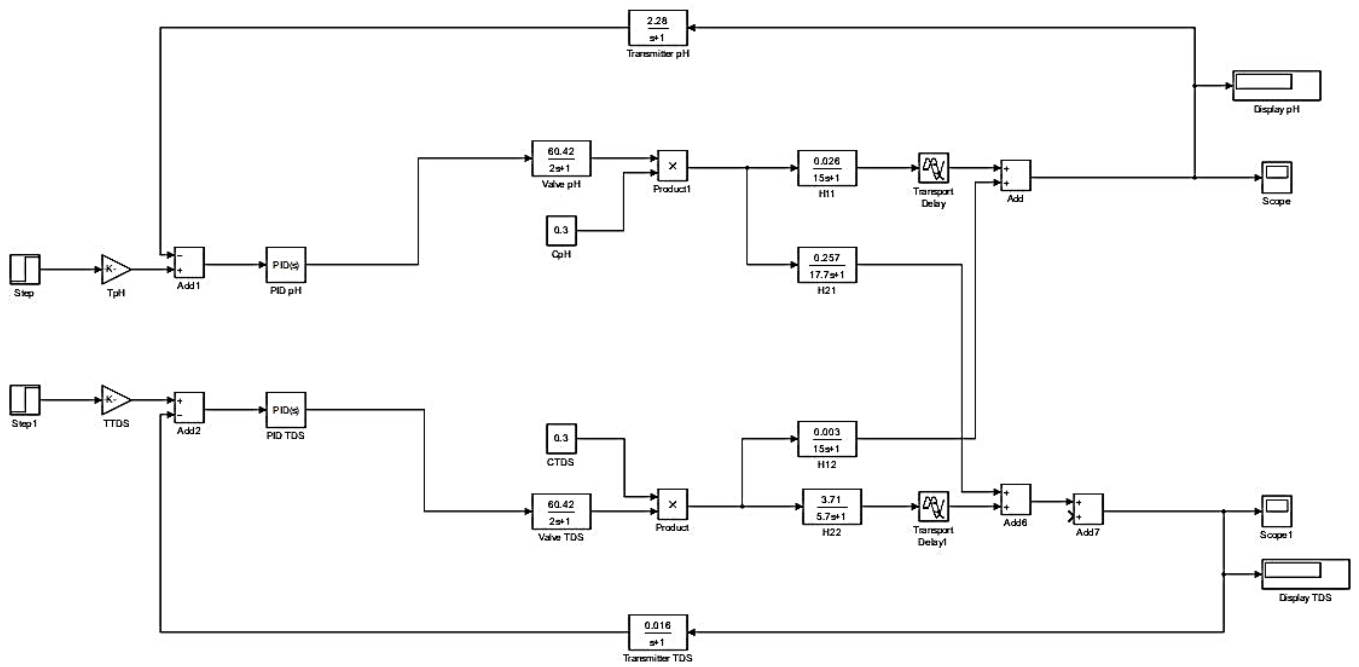 2.28
s+1
Transmitter pH
Display pH
60.42
2s+1
Valve pH
×
Product1
0.026
15s+1
H11
Transport
Delay
+
+
Add
Scope
0.3
CpH
Step
K-
TpH
−
+
Add1
PID(s)
PID pH
0.257
17.7s+1
H21
Step1
K-
TTDS
+
−
Add2
PID(s)
PID TDS
0.3
CTDS
0.003
15s+1
H12
60.42
2s+1
Valve TDS
×
Product
3.71
5.7s+1
H22
Transport
Delay1
+
+
Add6
+
+
Add7
Scope1
Display TDS
0.016
s+1
Transmitter TDS